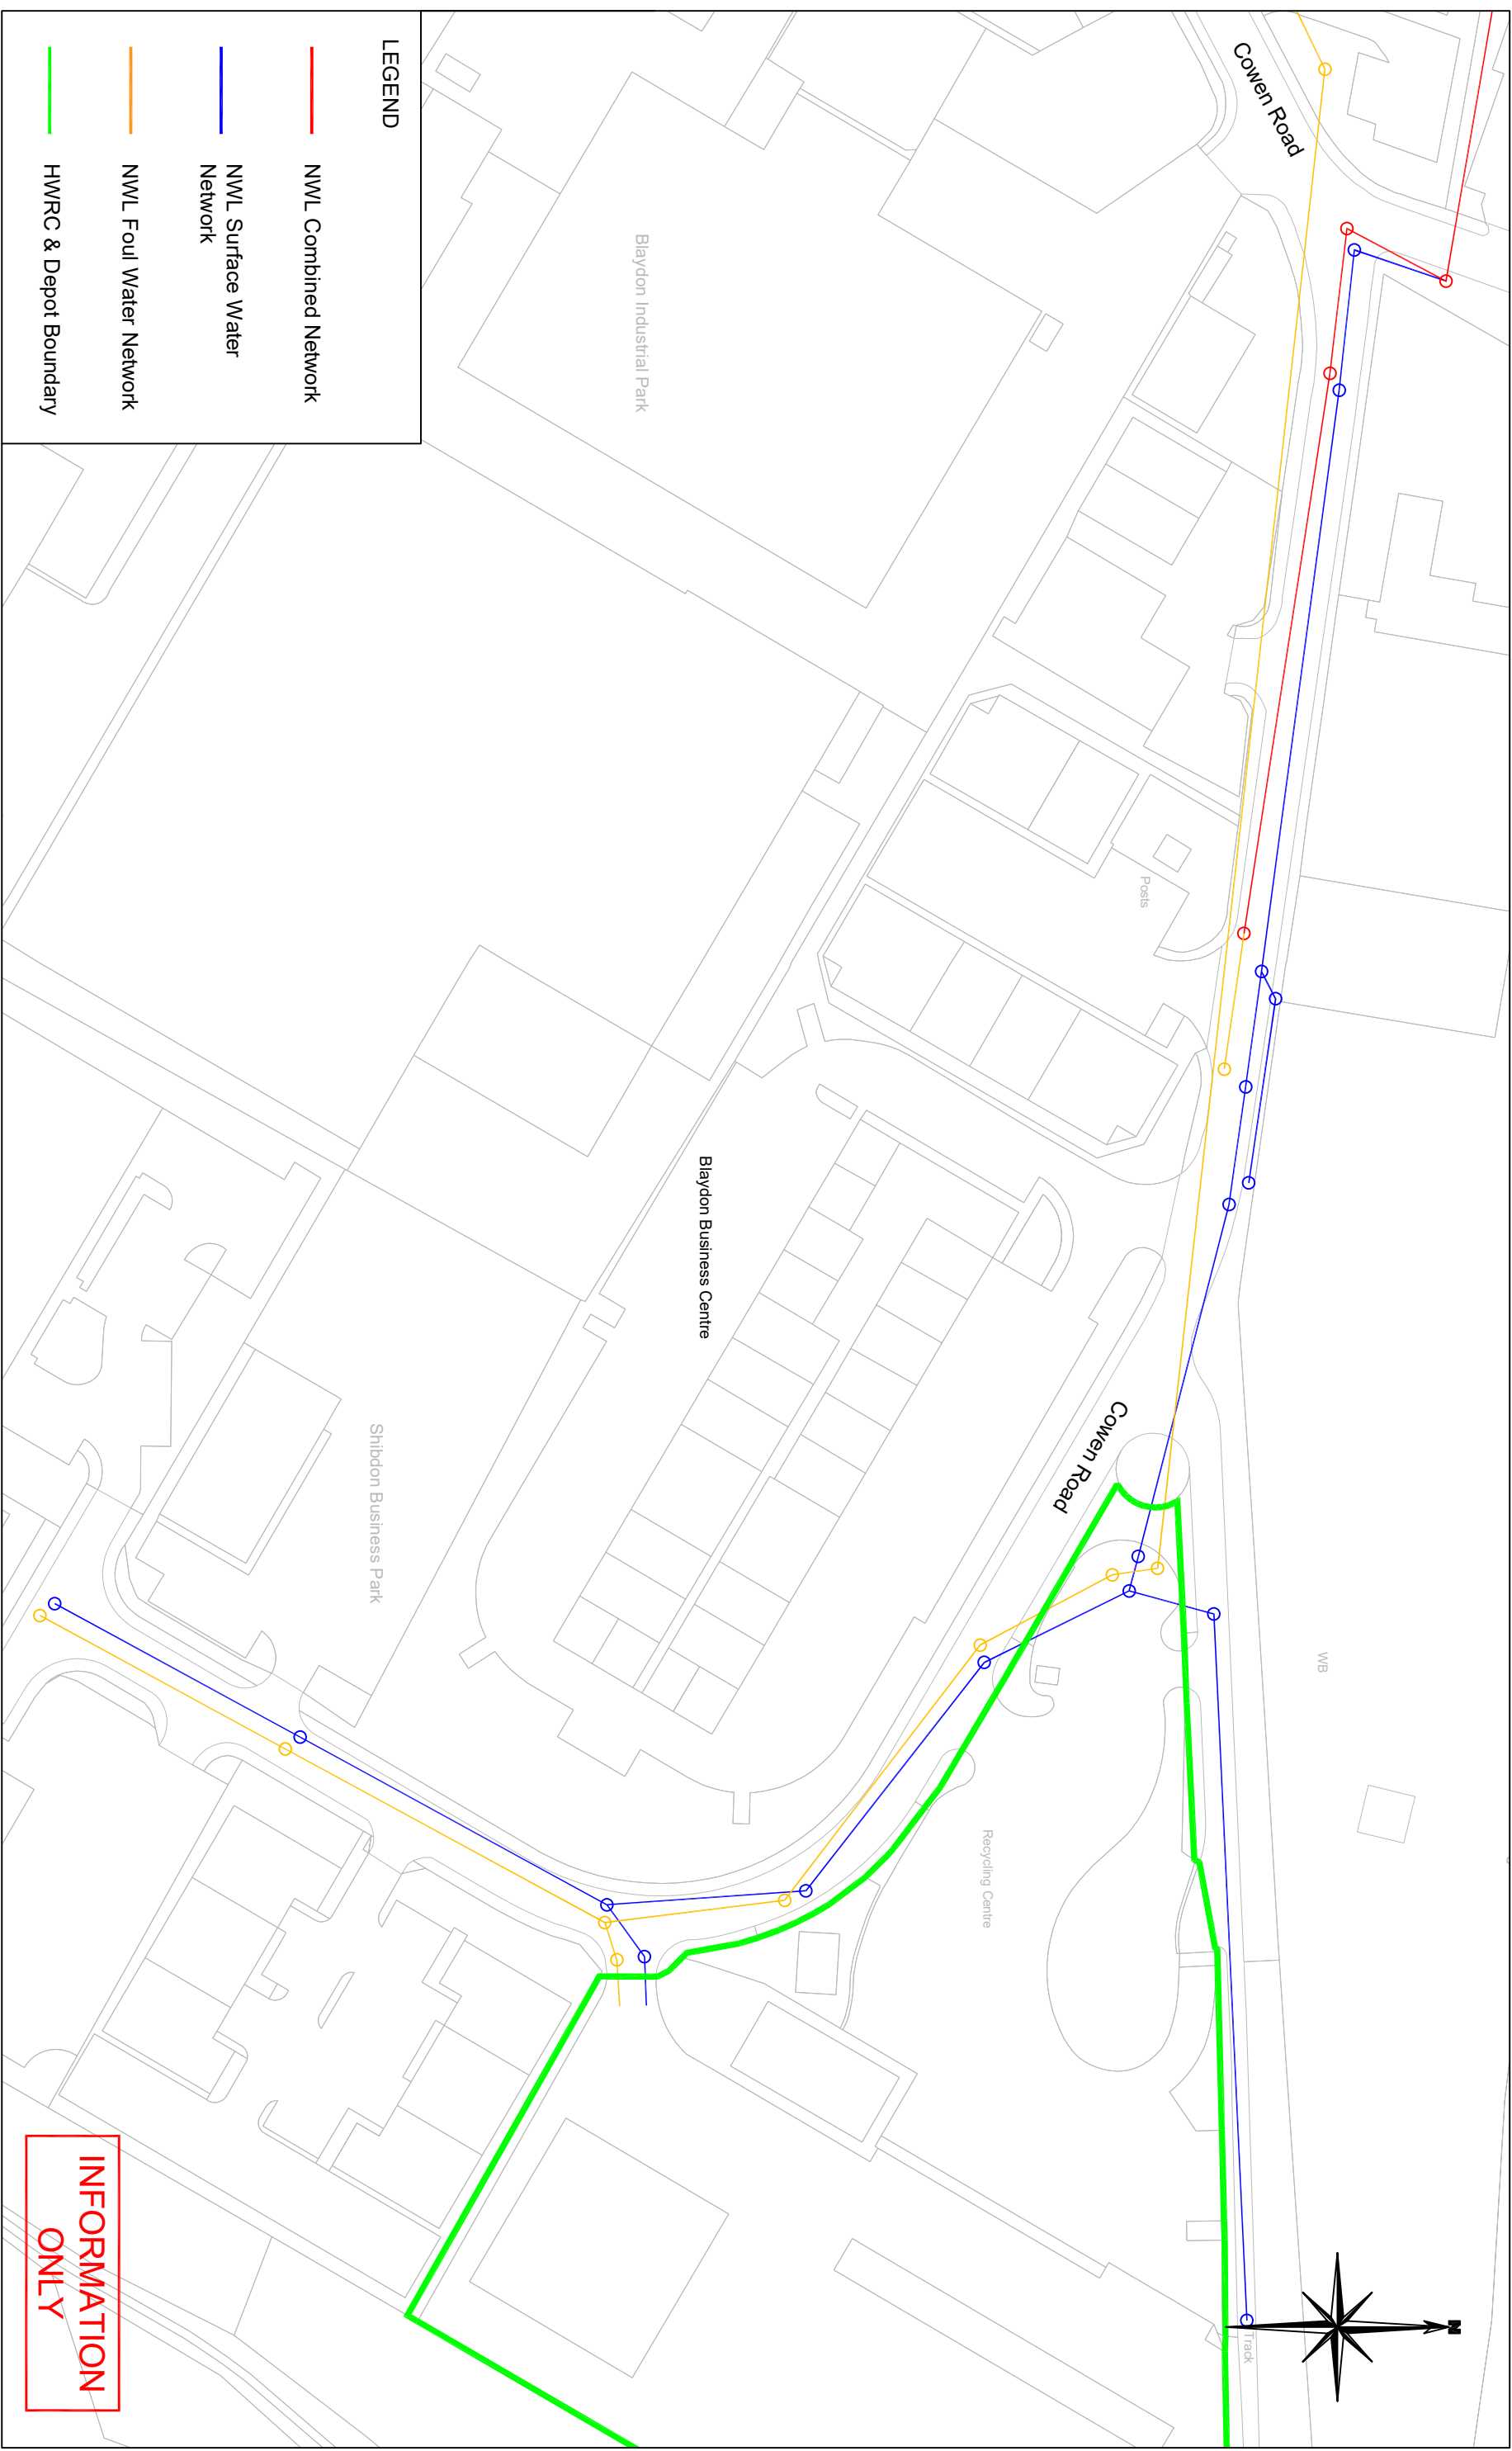 Cowen Road
Blaydon Industrial Park
Posts
Blaydon Business Centre
Cowen Road
Shibdon Business Park
WB
Recycling Centre
Track
N
LEGEND
NWL Combined Network
NWL Surface Water
Network
NWL Foul Water Network
HWRC & Depot Boundary
INFORMATION
ONLY